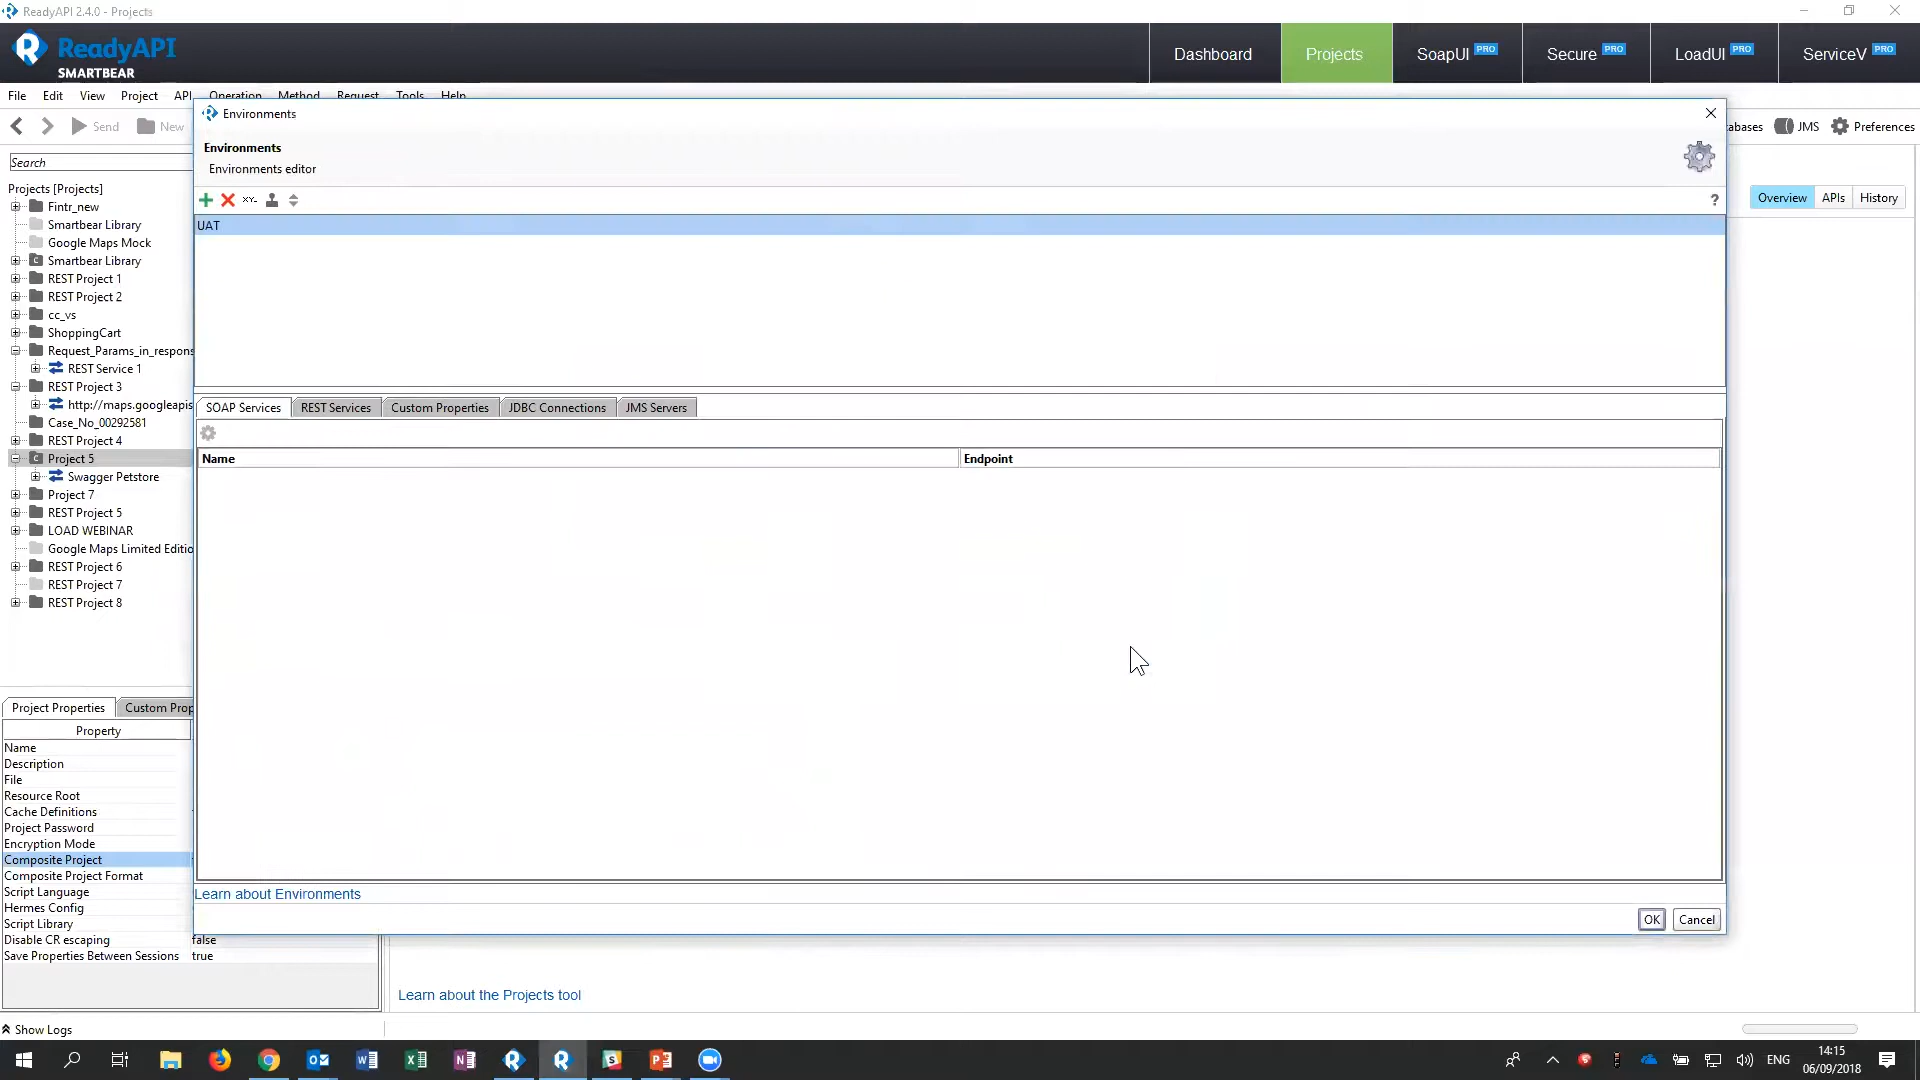 ReadyAPI 2.4.0 - Projects
ReadyAPI
SMARTBEAR
Dashboard
Projects
SoapUI PRO
Secure PRO
LoadUI PRO
ServiceV PRO
File Edit View Project API Operation Method Request Tools Help
Send New
JMS Preferences
Environments
Environments
Environments editor
XY-
?
UAT
Overview APIs History
Search
Projects [Projects]
Fintr_new
Smartbear Library
Google Maps Mock
Smartbear Library
REST Project 1
REST Project 2
cc_vs
ShoppingCart
Request_Params_in_respons
REST Service 1
REST Project 3
http://maps.googleapis
Case_No_00292581
REST Project 4
Project 5
Swagger Petstore
Project 7
REST Project 5
LOAD WEBINAR
Google Maps Limited Editio
REST Project 6
REST Project 7
REST Project 8
SOAP Services REST Services Custom Properties JDBC Connections JMS Servers
Name Endpoint
Project Properties Custom Prop
Property
Name
Description
File
Resource Root
Cache Definitions
Project Password
Encryption Mode
Composite Project
Composite Project Format
Script Language
Hermes Config
Script Library
Disable CR escaping false
Save Properties Between Sessions true
Learn about Environments
OK Cancel
Learn about the Projects tool
Show Logs
ENG
14:15
06/09/2018